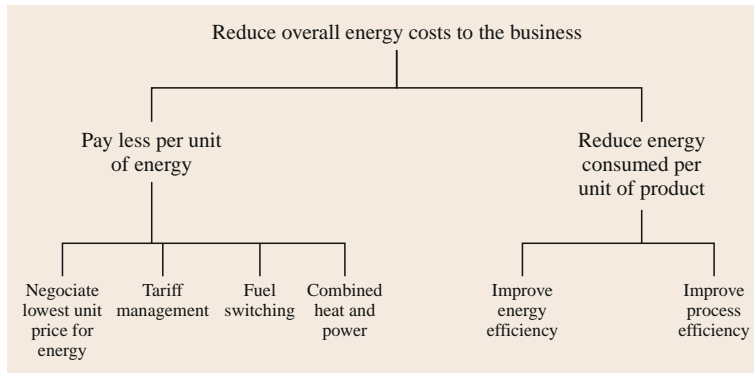 Reduce overall energy costs to the business
Pay less per unit
of energy
Reduce energy
consumed per
unit of product
Negociate
lowest unit
price for
energy
Tariff
management
Fuel
switching
Combined
heat and
power
Improve
energy
efficiency
Improve
process
efficiency